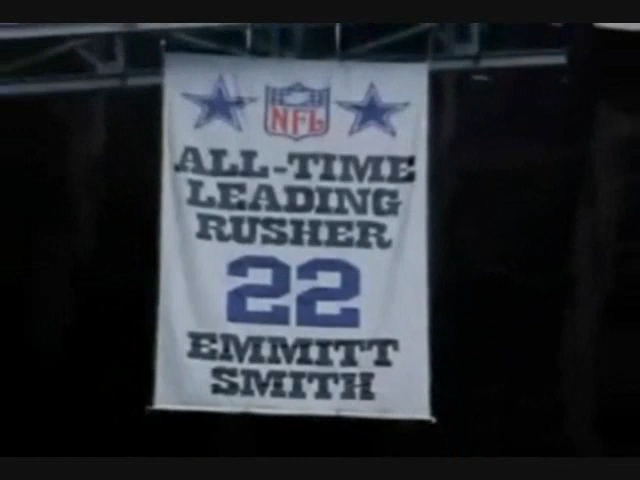 NFL
ALL-TIME
LEADING
RUSHER
22
EMMITT
SMITH